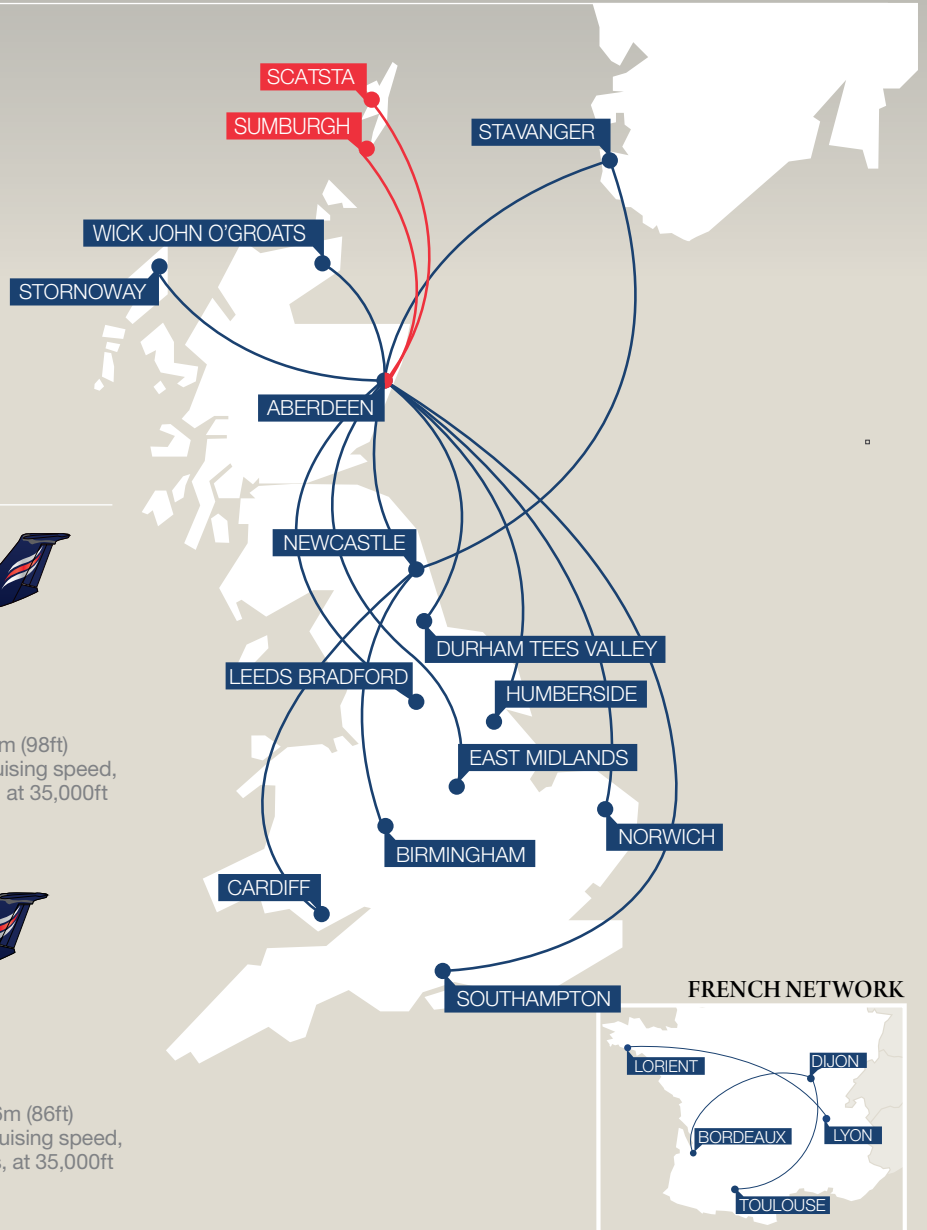 SCATSTA
SUMBURGH
STAVANGER
WICK JOHN O'GROATS
STORNOWAY
ABERDEEN
NEWCASTLE
DURHAM TEES VALLEY
LEEDS BRADFORD
HUMBERSIDE
m (98ft)
uising speed,
at 35,000ft
EAST MIDLANDS
NORWICH
BIRMINGHAM
CARDIFF
SOUTHAMPTON
FRENCH NETWORK
LORIENT
DIJON
BORDEAUX
LYON
TOULOUSE
6m (86ft)
uising speed,
s, at 35,000ft